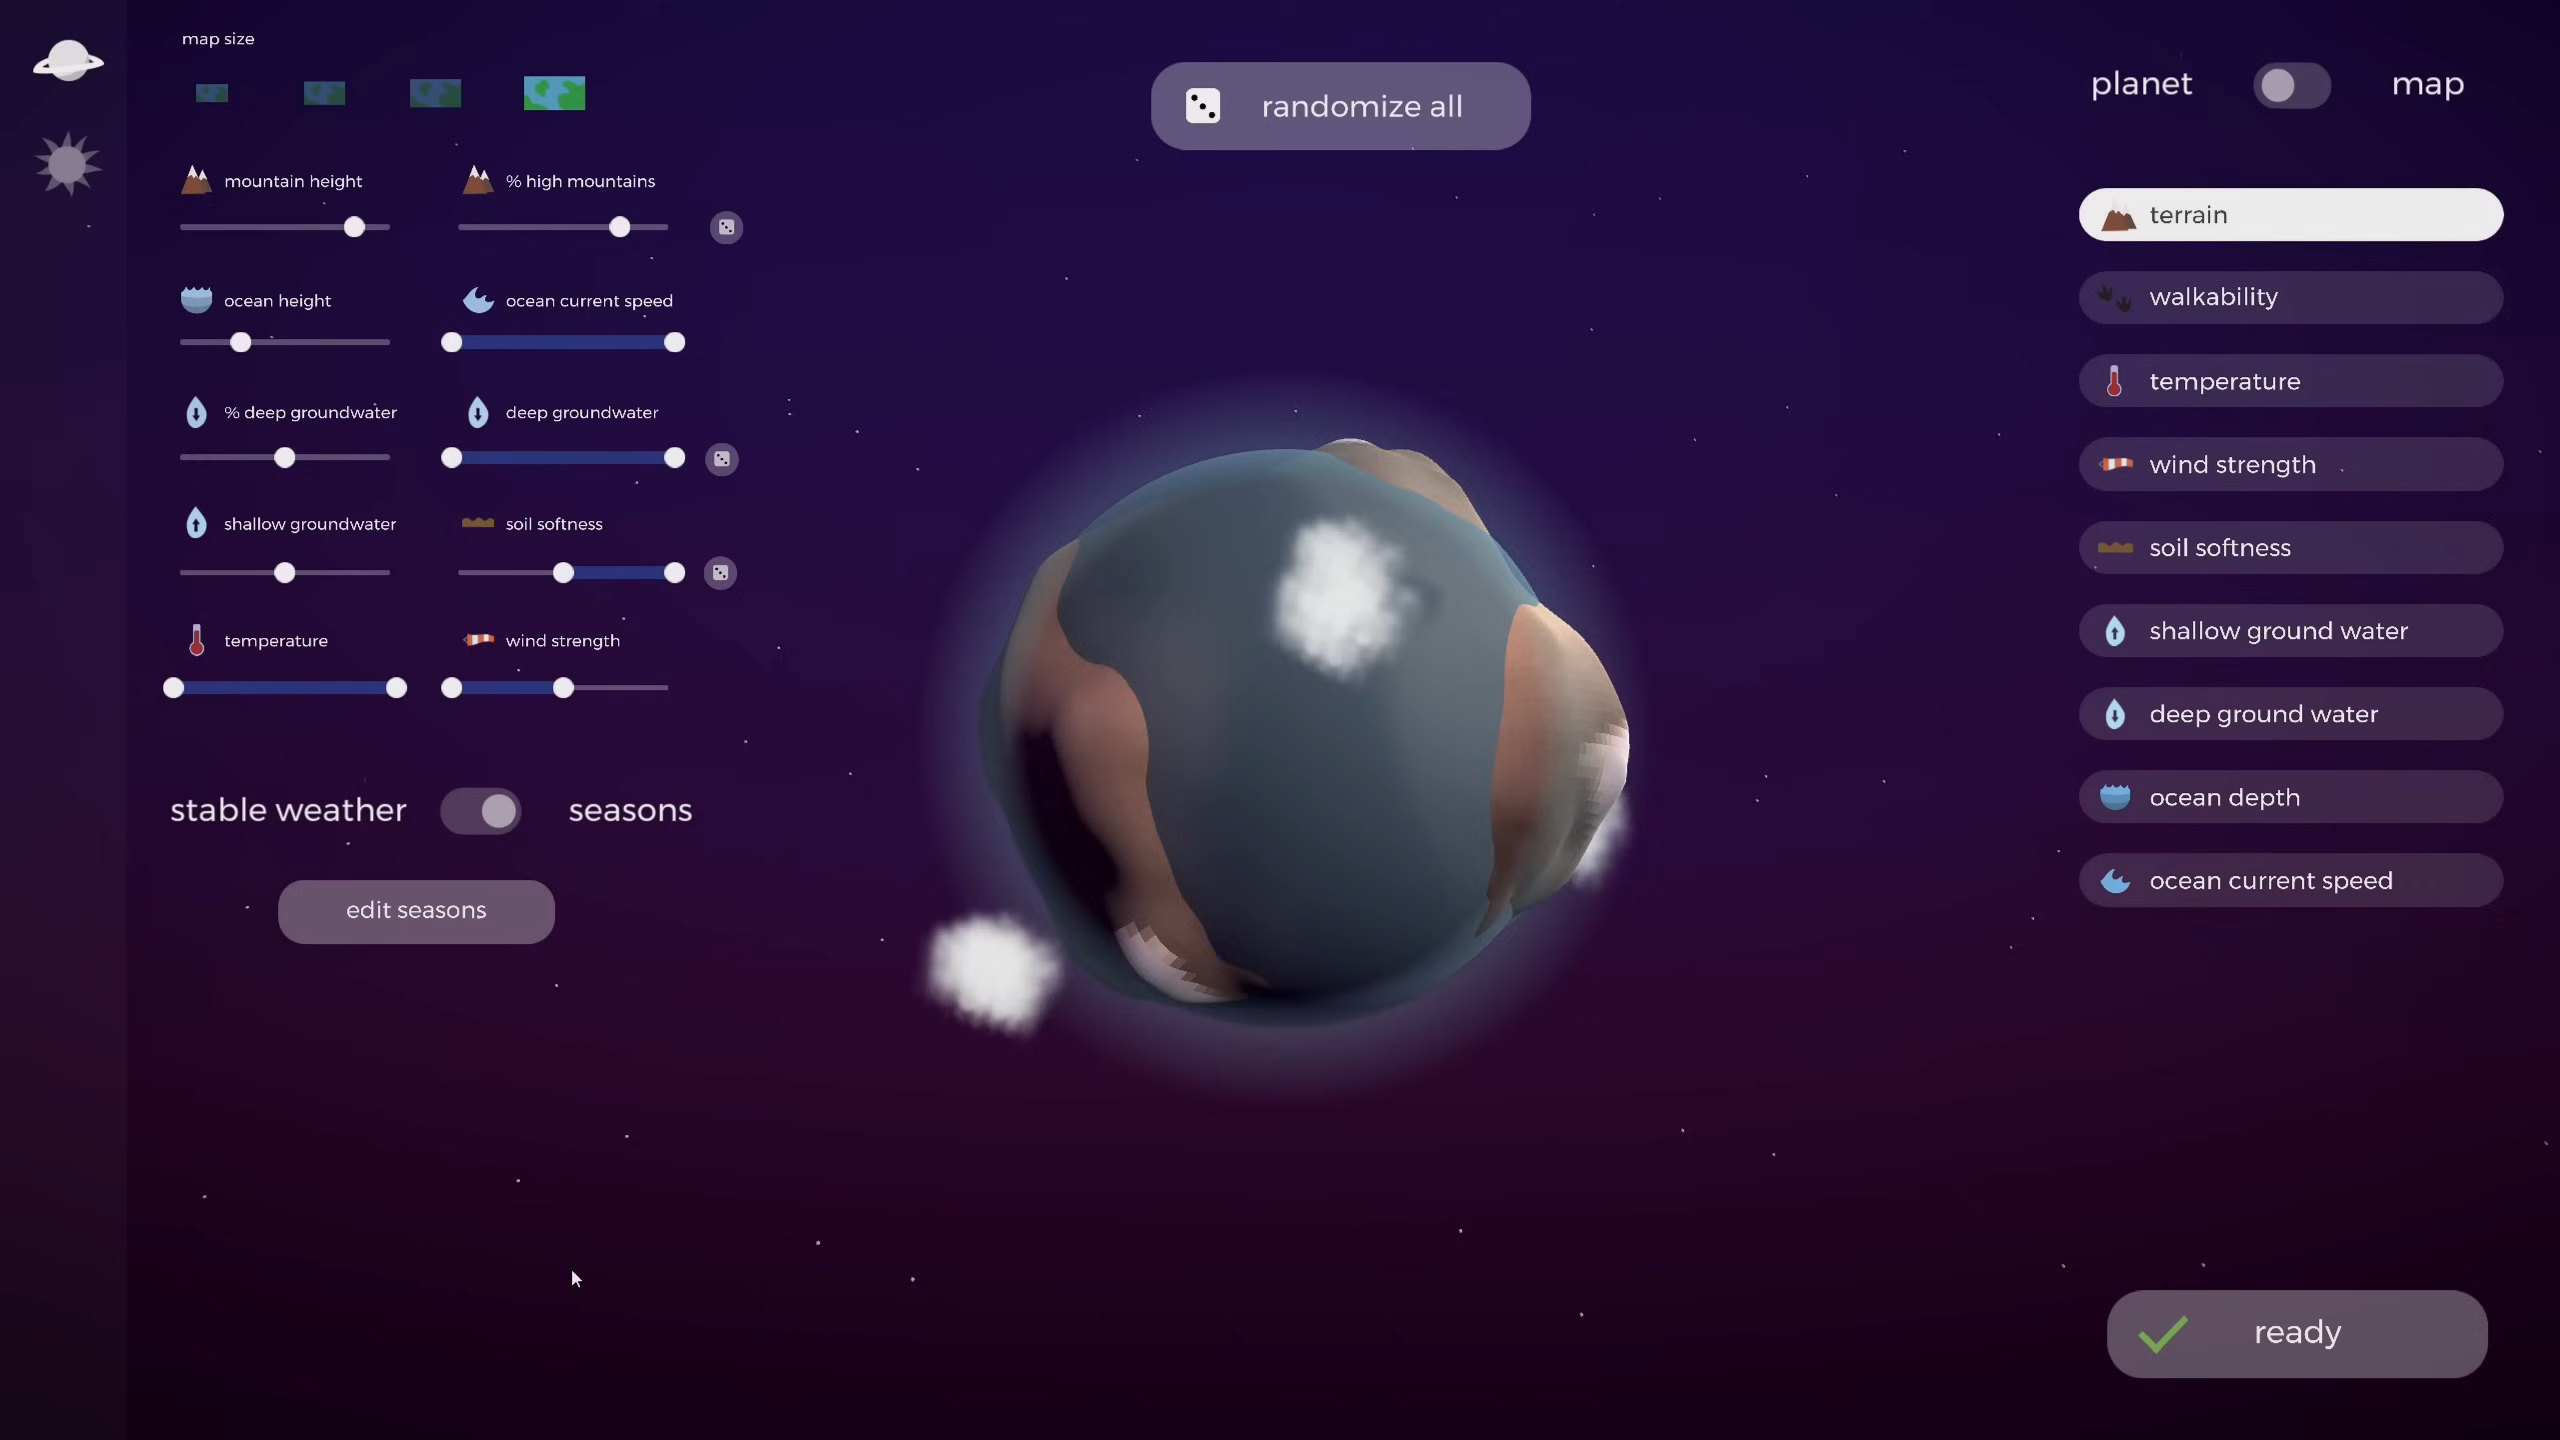 map size
mountain height
% high mountains
ocean height
ocean current speed
% deep groundwater
deep groundwater
shallow groundwater
soil softness
temperature
wind strength
stable weather
seasons
edit seasons
randomize all
planet
map
terrain
walkability
temperature
wind strength
soil softness
shallow ground water
deep ground water
ocean depth
ocean current speed
ready